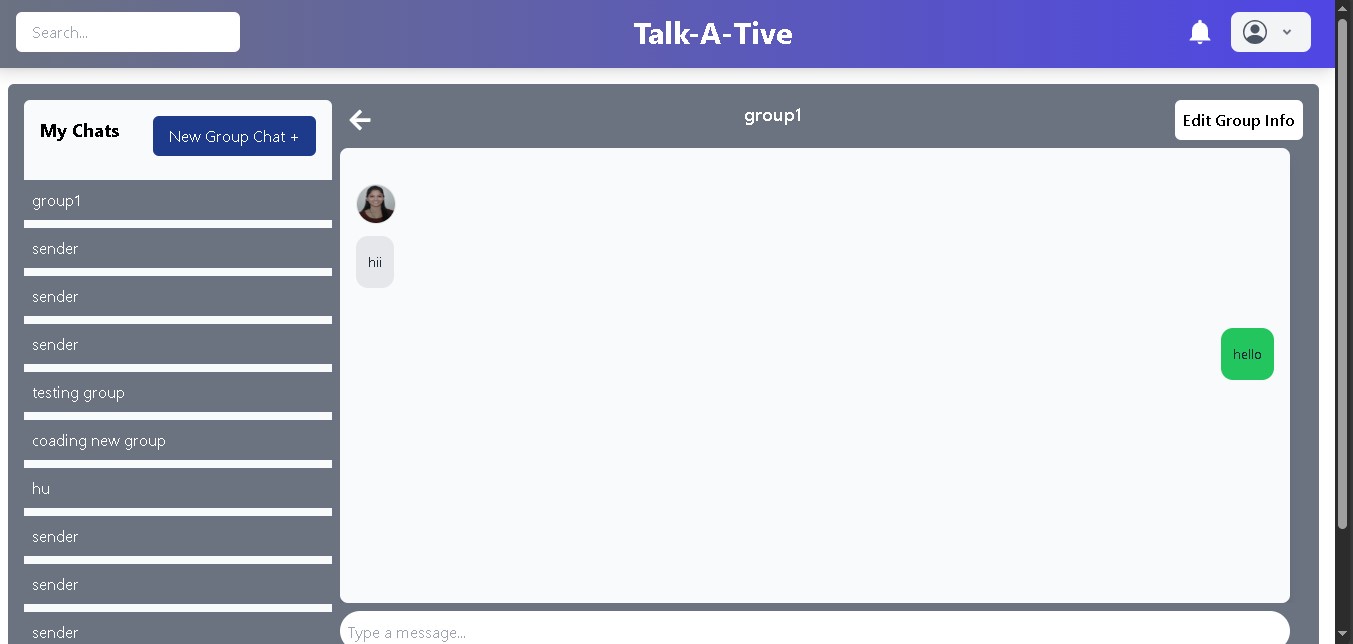 Search...
Talk-A-Tive
My Chats
New Group Chat +
group1
sender
sender
sender
testing group
coading new group
hu
sender
sender
sender
group1
Edit Group Info
hii
hello
Type a message...